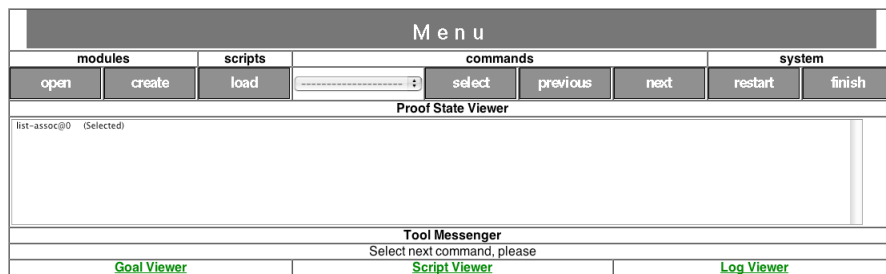 Menu
modules scripts commands system
open create load -------------------- select previous next restart finish
Proof State Viewer
list-assoc@0 (Selected)
Tool Messenger
Select next command, please
Goal Viewer Script Viewer Log Viewer